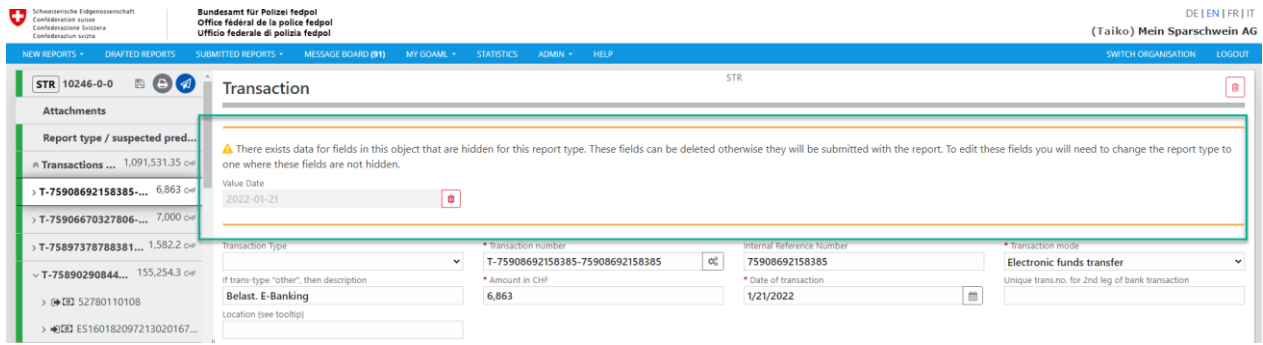 Schweizerische Eidgenossenschaft
Confédération suisse
Confederazione Svizzera
Confederaziun svizra
Bundesamt für Polizei fedpol
Office fédéral de la police fedpol
Ufficio federale di polizia fedpol
DE | EN | FR | IT
(Taiko) Mein Sparschwein AG
NEW REPORTS DRAFTED REPORTS SUBMITTED REPORTS MESSAGE BOARD (91) MY GOAML STATISTICS ADMIN HELP SWITCH ORGANISATION LOGOUT
STR 10246-0-0
Attachments
Report type / suspected pred...
Transactions ... 1,091,531.35 CHF
T-75908692158385-... 6,863 CHF
T-75906670327806-... 7,000 CHF
T-75897378788381... 1,582.2 CHF
T-75890290844... 155,254.3 CHF
52780110108
ES160182097213020167...
STR
Transaction
There exists data for fields in this object that are hidden for this report type. These fields can be deleted otherwise they will be submitted with the report. To edit these fields you will need to change the report type to
one where these fields are not hidden.
Value Date
2022-01-21
Transaction Type * Transaction number Internal Reference Number * Transaction mode
T-75908692158385-75908692158385 75908692158385 Electronic funds transfer
If trans-type "other", then description * Amount in CHF * Date of transaction Unique trans.no. for 2nd leg of bank transaction
Belast. E-Banking 6,863 1/21/2022
Location (see tooltip)